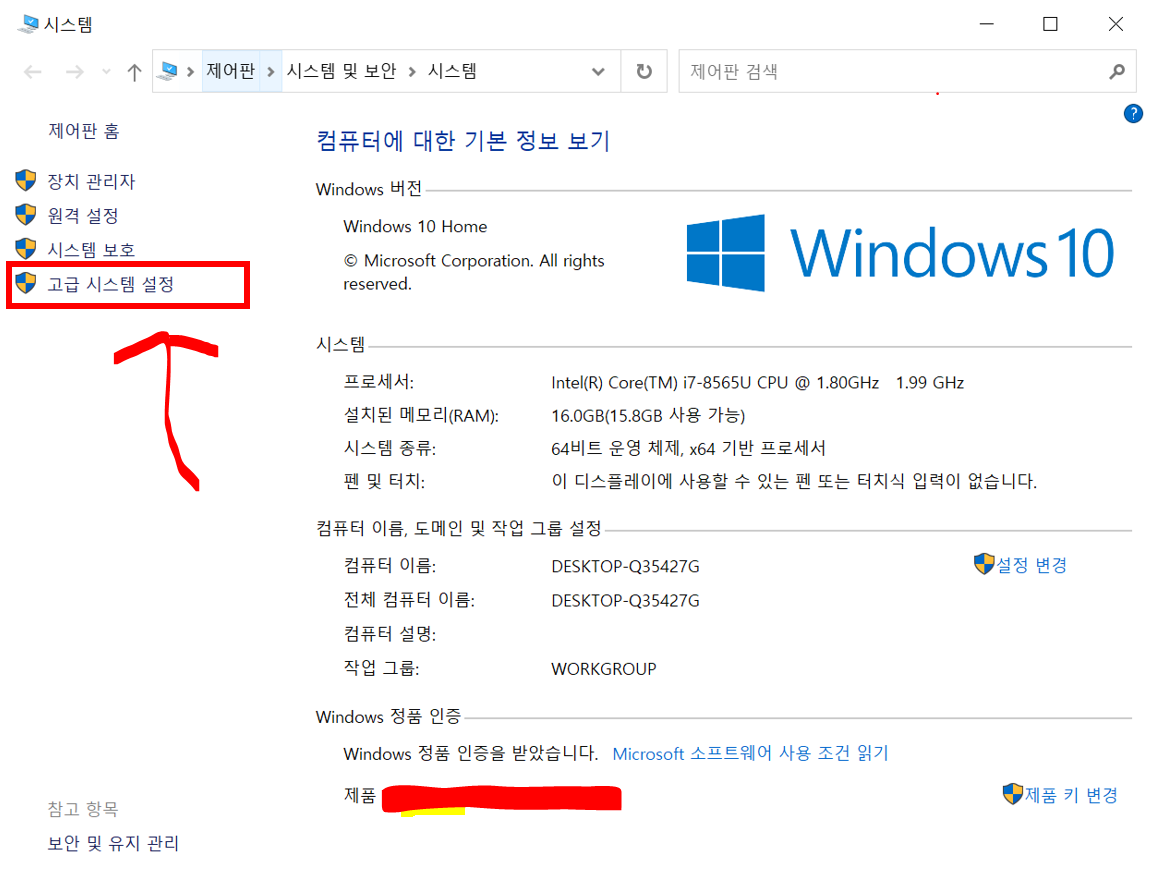 시스템
제어판 시스템 및 보안 시스템
제어판 검색
?
제어판 홈
장치 관리자
원격 설정
시스템 보호
고급 시스템 설정
컴퓨터에 대한 기본 정보 보기
Windows 버전
Windows 10 Home
© Microsoft Corporation. All rights
reserved.
Windows 10
시스템
프로세서: Intel(R) Core(TM) i7-8565U CPU @ 1.80GHz 1.99 GHz
설치된 메모리(RAM): 16.0GB(15.8GB 사용 가능)
시스템 종류: 64비트 운영 체제, x64 기반 프로세서
펜 및 터치: 이 디스플레이에 사용할 수 있는 펜 또는 터치식 입력이 없습니다.
컴퓨터 이름, 도메인 및 작업 그룹 설정
컴퓨터 이름: DESKTOP-Q35427G 설정 변경
전체 컴퓨터 이름: DESKTOP-Q35427G
컴퓨터 설명:
작업 그룹: WORKGROUP
Windows 정품 인증
Windows 정품 인증을 받았습니다. Microsoft 소프트웨어 사용 조건 읽기
제품 제품 키 변경
참고 항목
보안 및 유지 관리